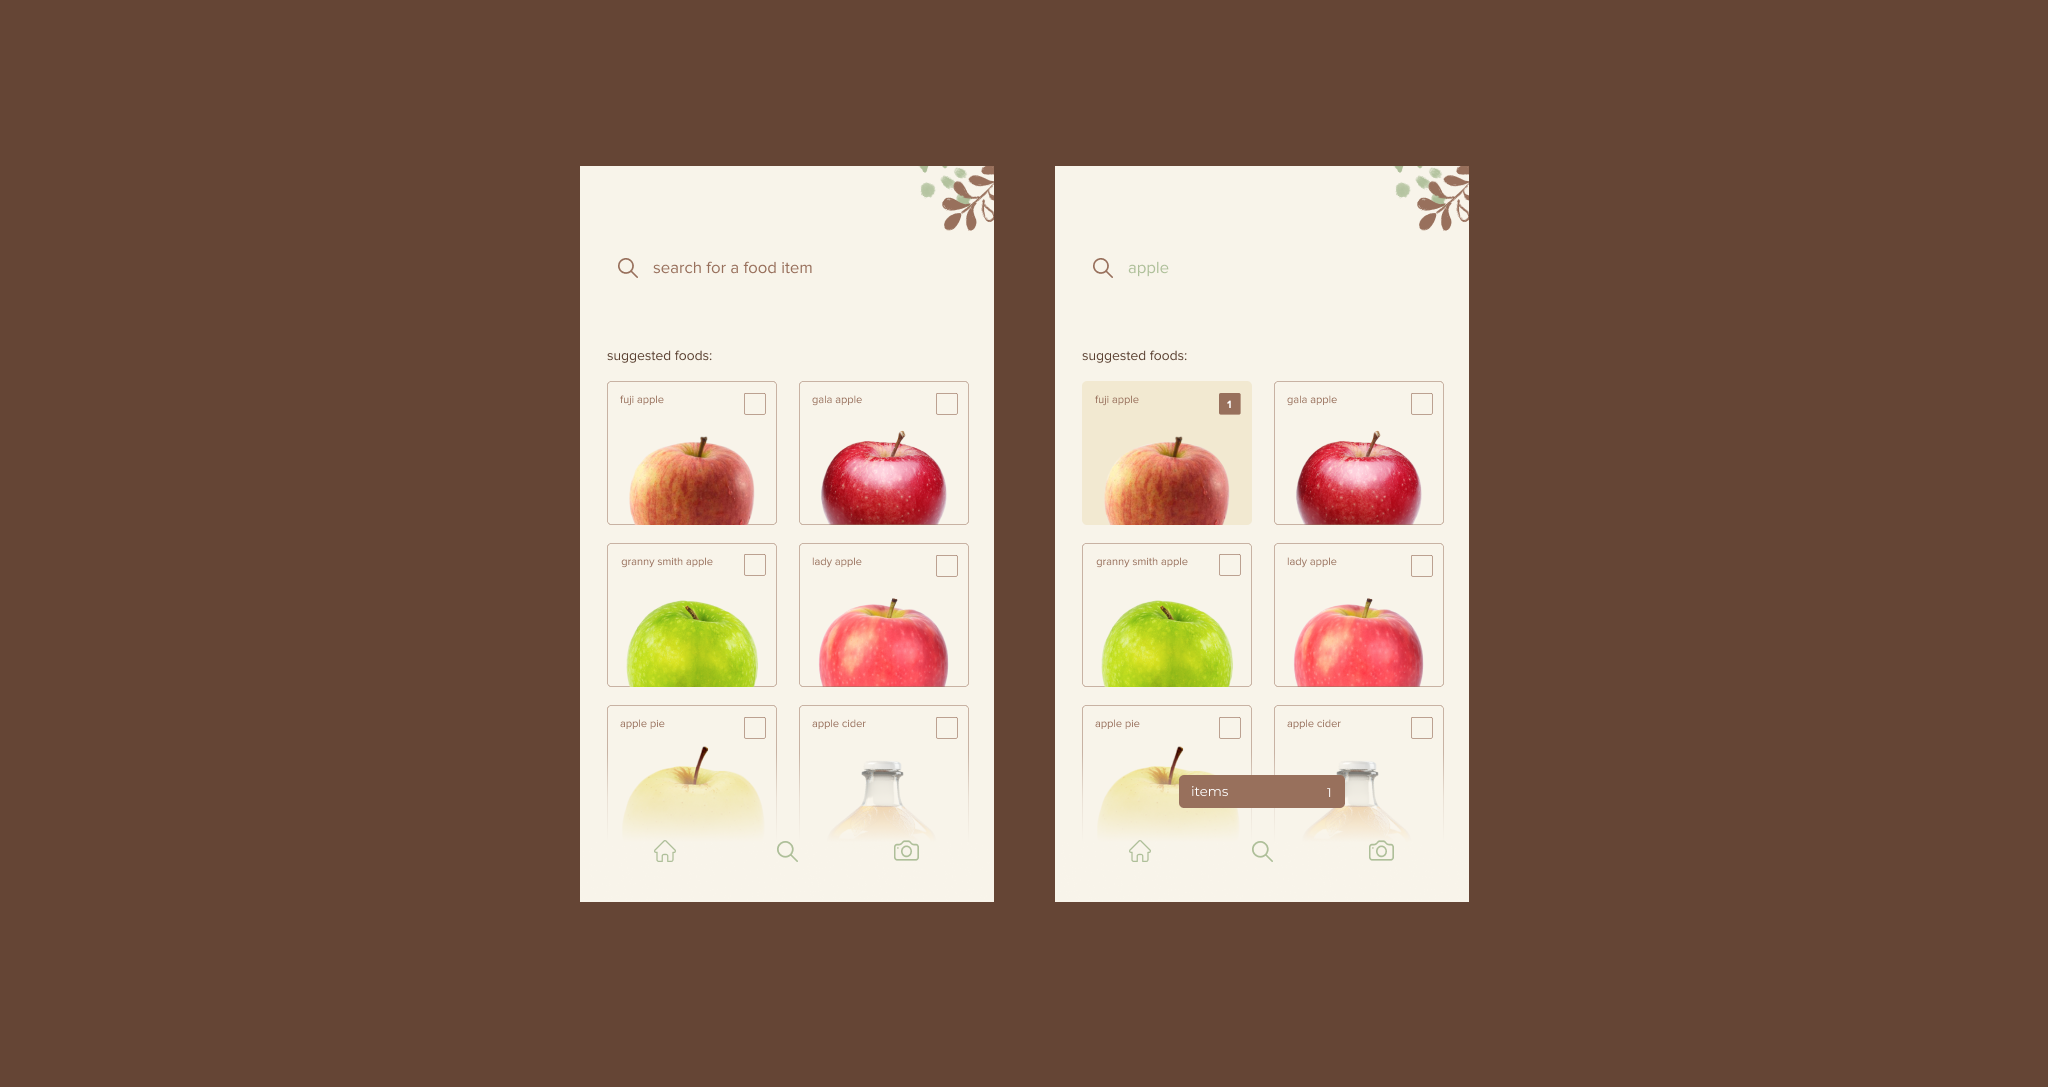 search for a food item
suggested foods:
fuji apple
gala apple
granny smith apple
lady apple
apple pie
apple cider
apple
suggested foods:
fuji apple
1
gala apple
granny smith apple
lady apple
apple pie
apple cider
items 1